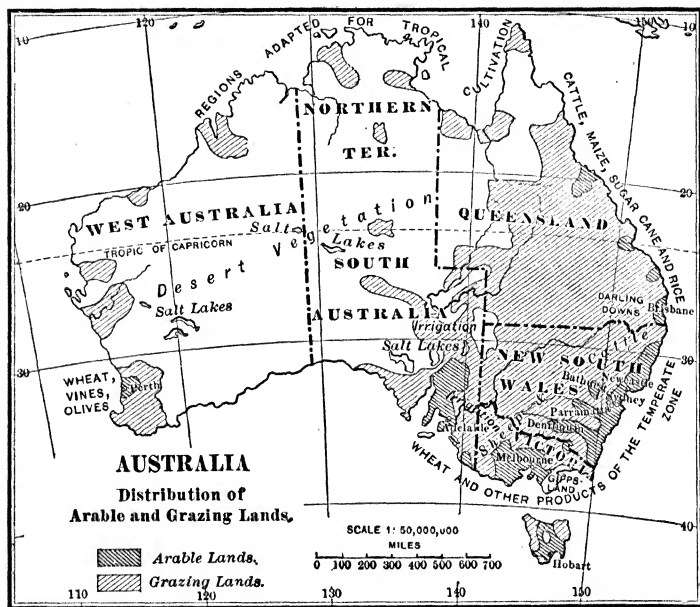 10
120
130
140
150
10
REGIONS ADAPTED FOR TROPICAL CULTIVATION
CATTLE, MAIZE, SUGAR CANE AND RICE
NORTHERN
TER.
20
20
WEST AUSTRALIA
Desert Vegetation
QUEENSLAND
Salt
Lakes
TROPIC OF CAPRICORN
SOUTH
Salt Lakes
AUSTRALIA
DARLING
DOWNS
Brisbane
Irrigation
Salt Lakes
Cattle
30
30
NEW SOUTH
WALES
Newcastle
Bathurst
Sydney
Parramatta
WHEAT,
VINES,
OLIVES
Perth
Adelaide
Sheep
VICTORIA
Melbourne
GIPPS-
LAND
WHEAT AND OTHER PRODUCTS OF THE TEMPERATE
ZONE
AUSTRALIA
Distribution of
Arable and Grazing Lands.
SCALE 1:50,000,000
MILES
0 100 200 300 400 500 600 700
40
40
Arable Lands.
Grazing Lands.
Hobart
110
120
130
140
150